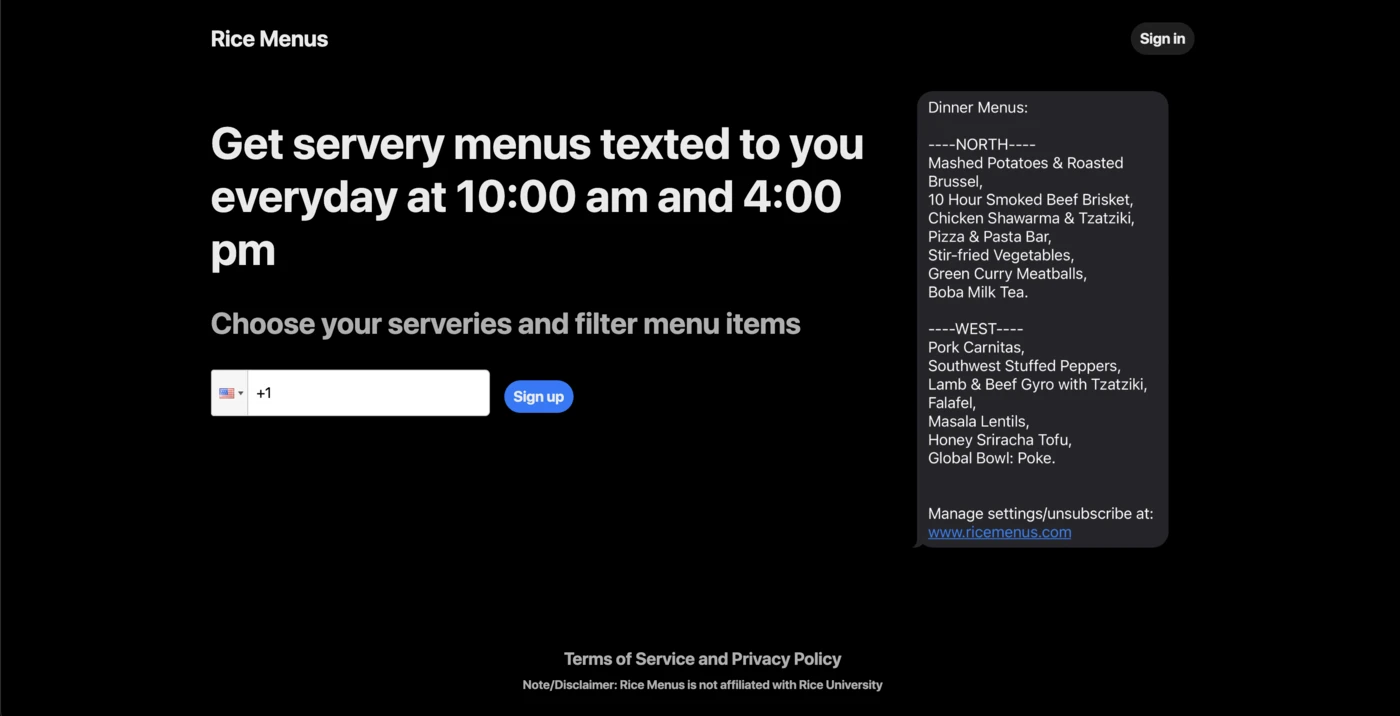 Rice Menus
Sign in
Get servery menus texted to you
everyday at 10:00 am and 4:00
pm
Choose your serveries and filter menu items
+1
Sign up
Dinner Menus:
----NORTH----
Mashed Potatoes & Roasted
Brussel,
10 Hour Smoked Beef Brisket,
Chicken Shawarma & Tzatziki,
Pizza & Pasta Bar,
Stir-fried Vegetables,
Green Curry Meatballs,
Boba Milk Tea.
----WEST----
Pork Carnitas,
Southwest Stuffed Peppers,
Lamb & Beef Gyro with Tzatziki,
Falafel,
Masala Lentils,
Honey Sriracha Tofu,
Global Bowl: Poke.
Manage settings/unsubscribe at:
www.ricemenus.com
Terms of Service and Privacy Policy
Note/Disclaimer: Rice Menus is not affiliated with Rice University